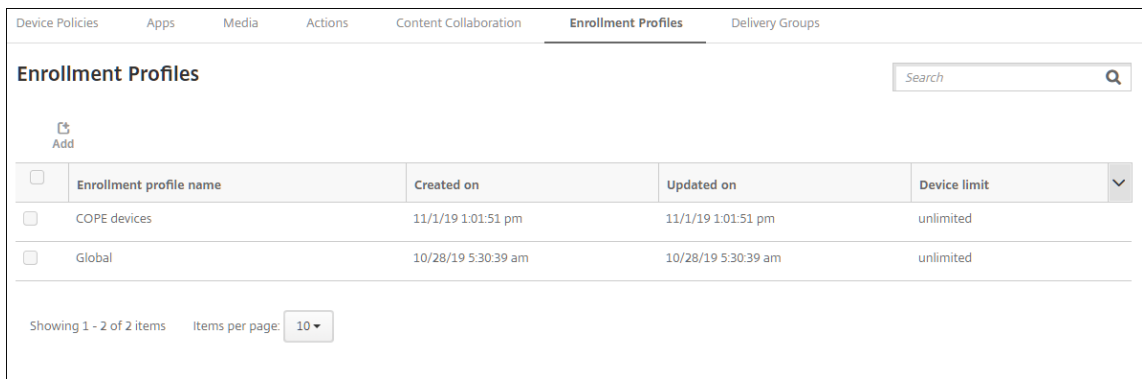 Device Policies Apps Media Actions Content Collaboration Enrollment Profiles Delivery Groups
Enrollment Profiles
Search
Add
Enrollment profile name Created on Updated on Device limit
COPE devices 11/1/19 1:01:51 pm 11/1/19 1:01:51 pm unlimited
Global 10/28/19 5:30:39 am 10/28/19 5:30:39 am unlimited
Showing 1 - 2 of 2 items Items per page: 10